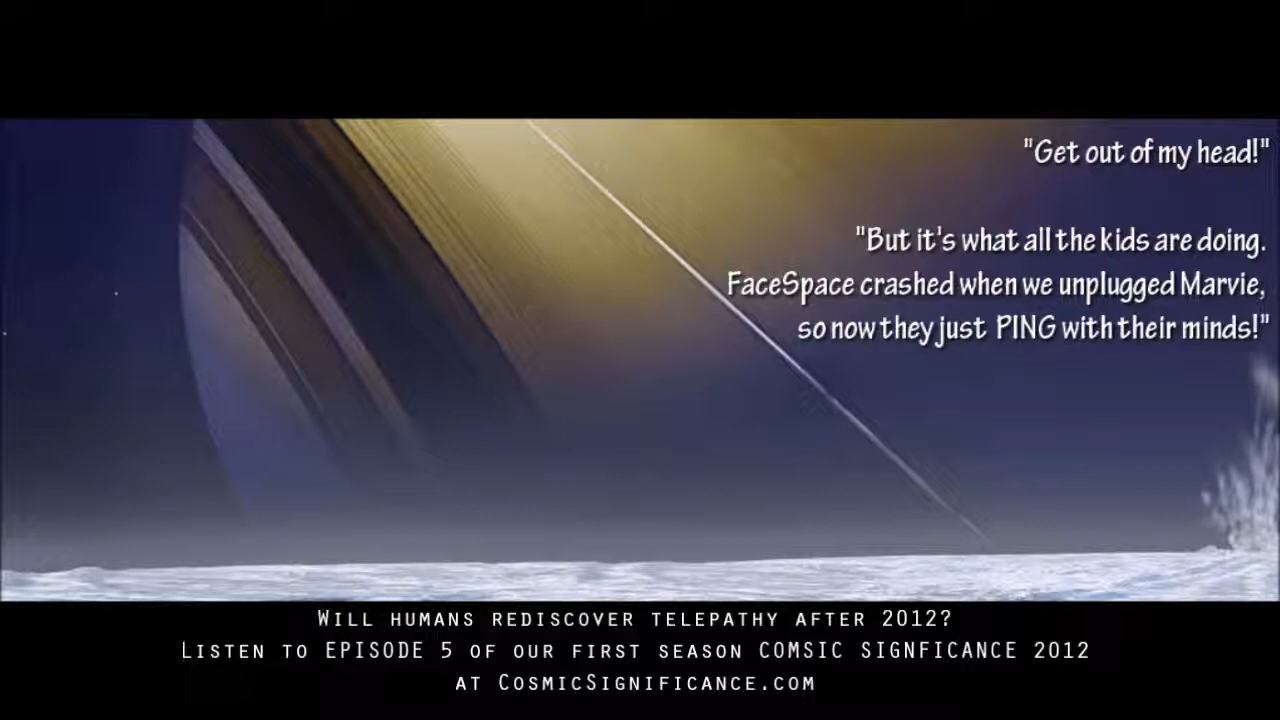 "Get out of my head!"
"But it's what all the kids are doing.
FaceSpace crashed when we unplugged Marvie,
so now they just PING with their minds!"
Will humans rediscover telepathy after 2012?
Listen to EPISODE 5 of our first season COMSIC SIGNFICANCE 2012
at CosmicSignificance.com